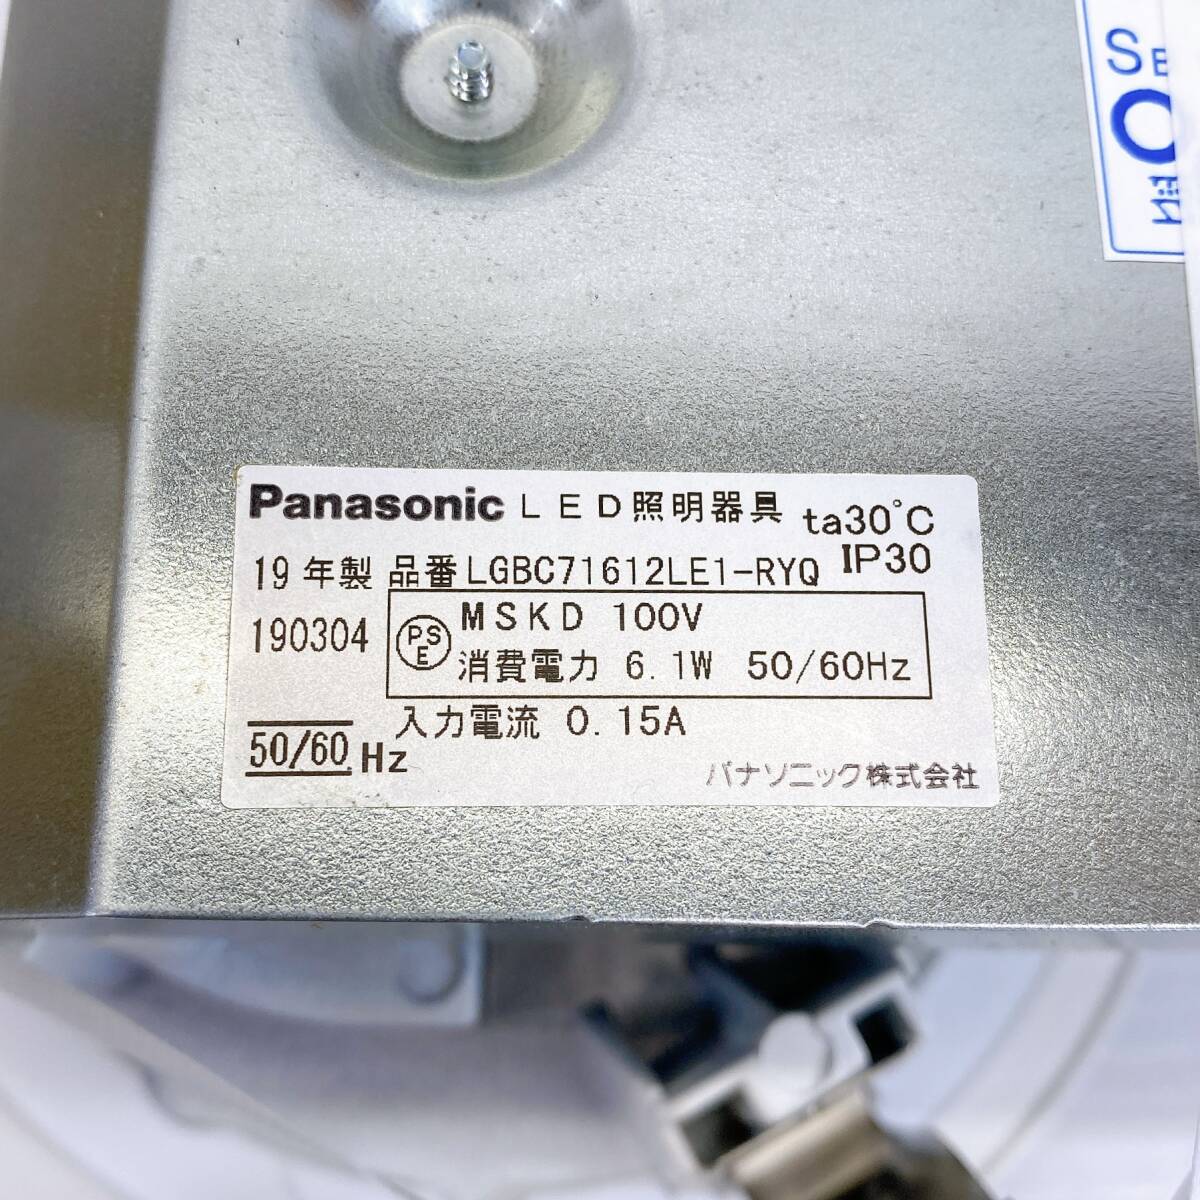 Panasonic LED照明器具 ta30°C
IP30
19年製 品番 LGBC71612LE1-RYQ
190304
PSE MSKD 100V
消費電力 6.1W 50/60Hz
入力電流 0.15A
50/60 Hz
パナソニック株式会社